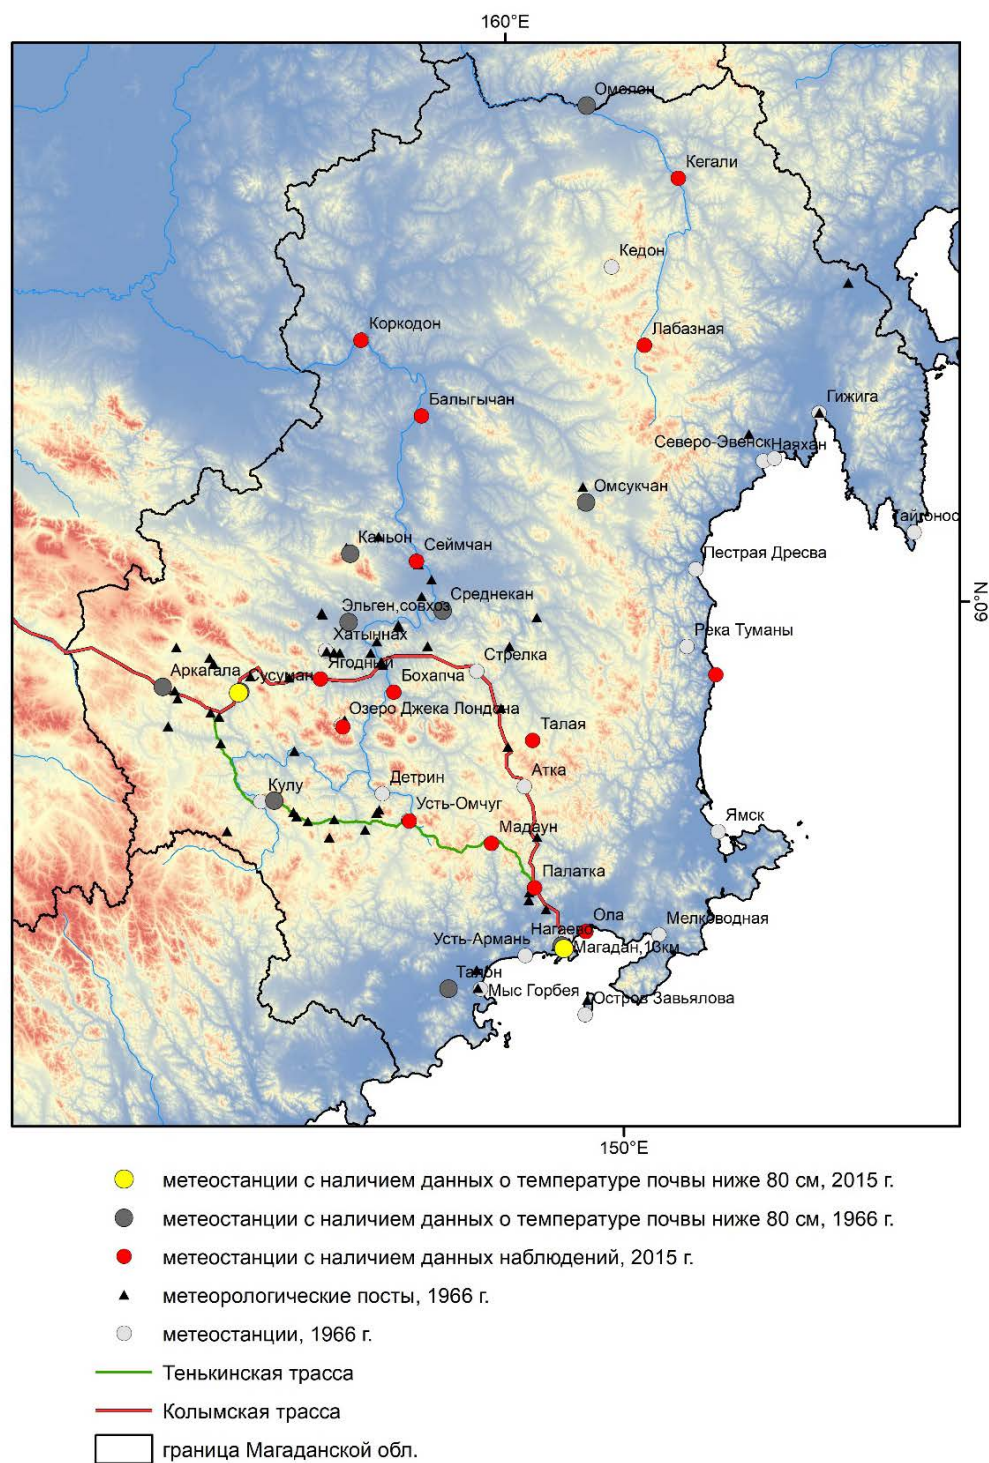 160°E
Омолон
Кегали
Кедон
Коркодон
Лабазная
Балыгычан
Гижига
Северо-Эвенск
Наяхан
Омсукчан
Тайгонос
Каньон
Сеймчан
Пестрая Дресва
Эльген,совхоз
Среднекан
60°N
Хатыннах
Река Туманы
Стрелка
Аркагала
Сусуман
Ягодный
Бохапча
Озеро Джека Лондона
Талая
Кулу
Детрин
Атка
Усть-Омчуг
Ямск
Мадаун
Палатка
Ола
Мелководная
Нагаево
Усть-Армань
Магадан,13км
Талон
Мыс Горбея
Остров Завьялова
150°E
метеостанции с наличием данных о температуре почвы ниже 80 см, 2015 г.
метеостанции с наличием данных о температуре почвы ниже 80 см, 1966 г.
метеостанции с наличием данных наблюдений, 2015 г.
метеорологические посты, 1966 г.
метеостанции, 1966 г.
Тенькинская трасса
Колымская трасса
граница Магаданской обл.